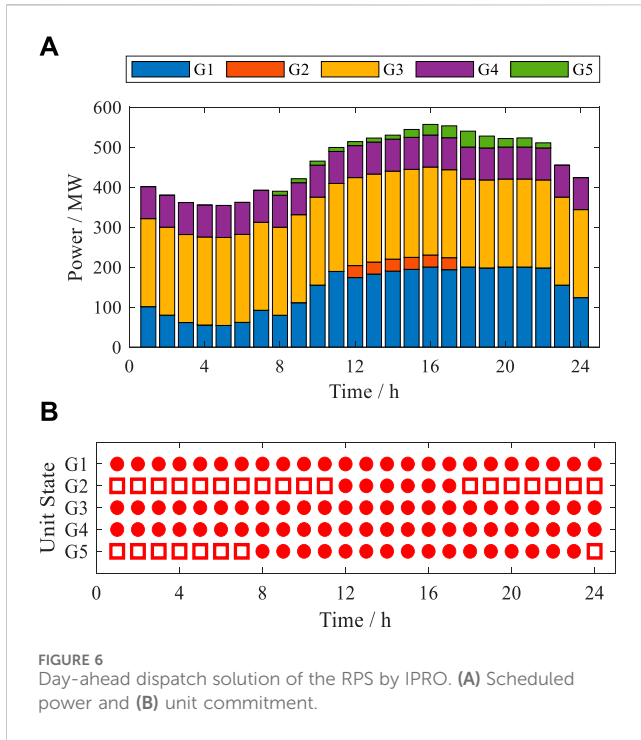 A
G1 G2 G3 G4 G5
600
500
400
300
200
100
0
Power / MW
0 4 8 12 16 20 24
Time / h
B
G1
G2
G3
G4
G5
Unit State
0 4 8 12 16 20 24
Time / h
FIGURE 6
Day-ahead dispatch solution of the RPS by IPRO. (A) Scheduled
power and (B) unit commitment.